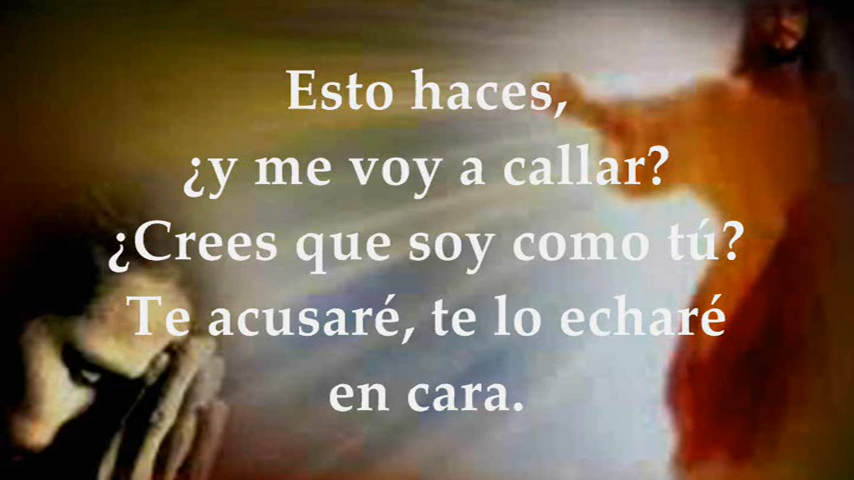 Esto haces,
¿y me voy a callar?
¿Crees que soy como tú?
Te acusaré, te lo echaré
en cara.